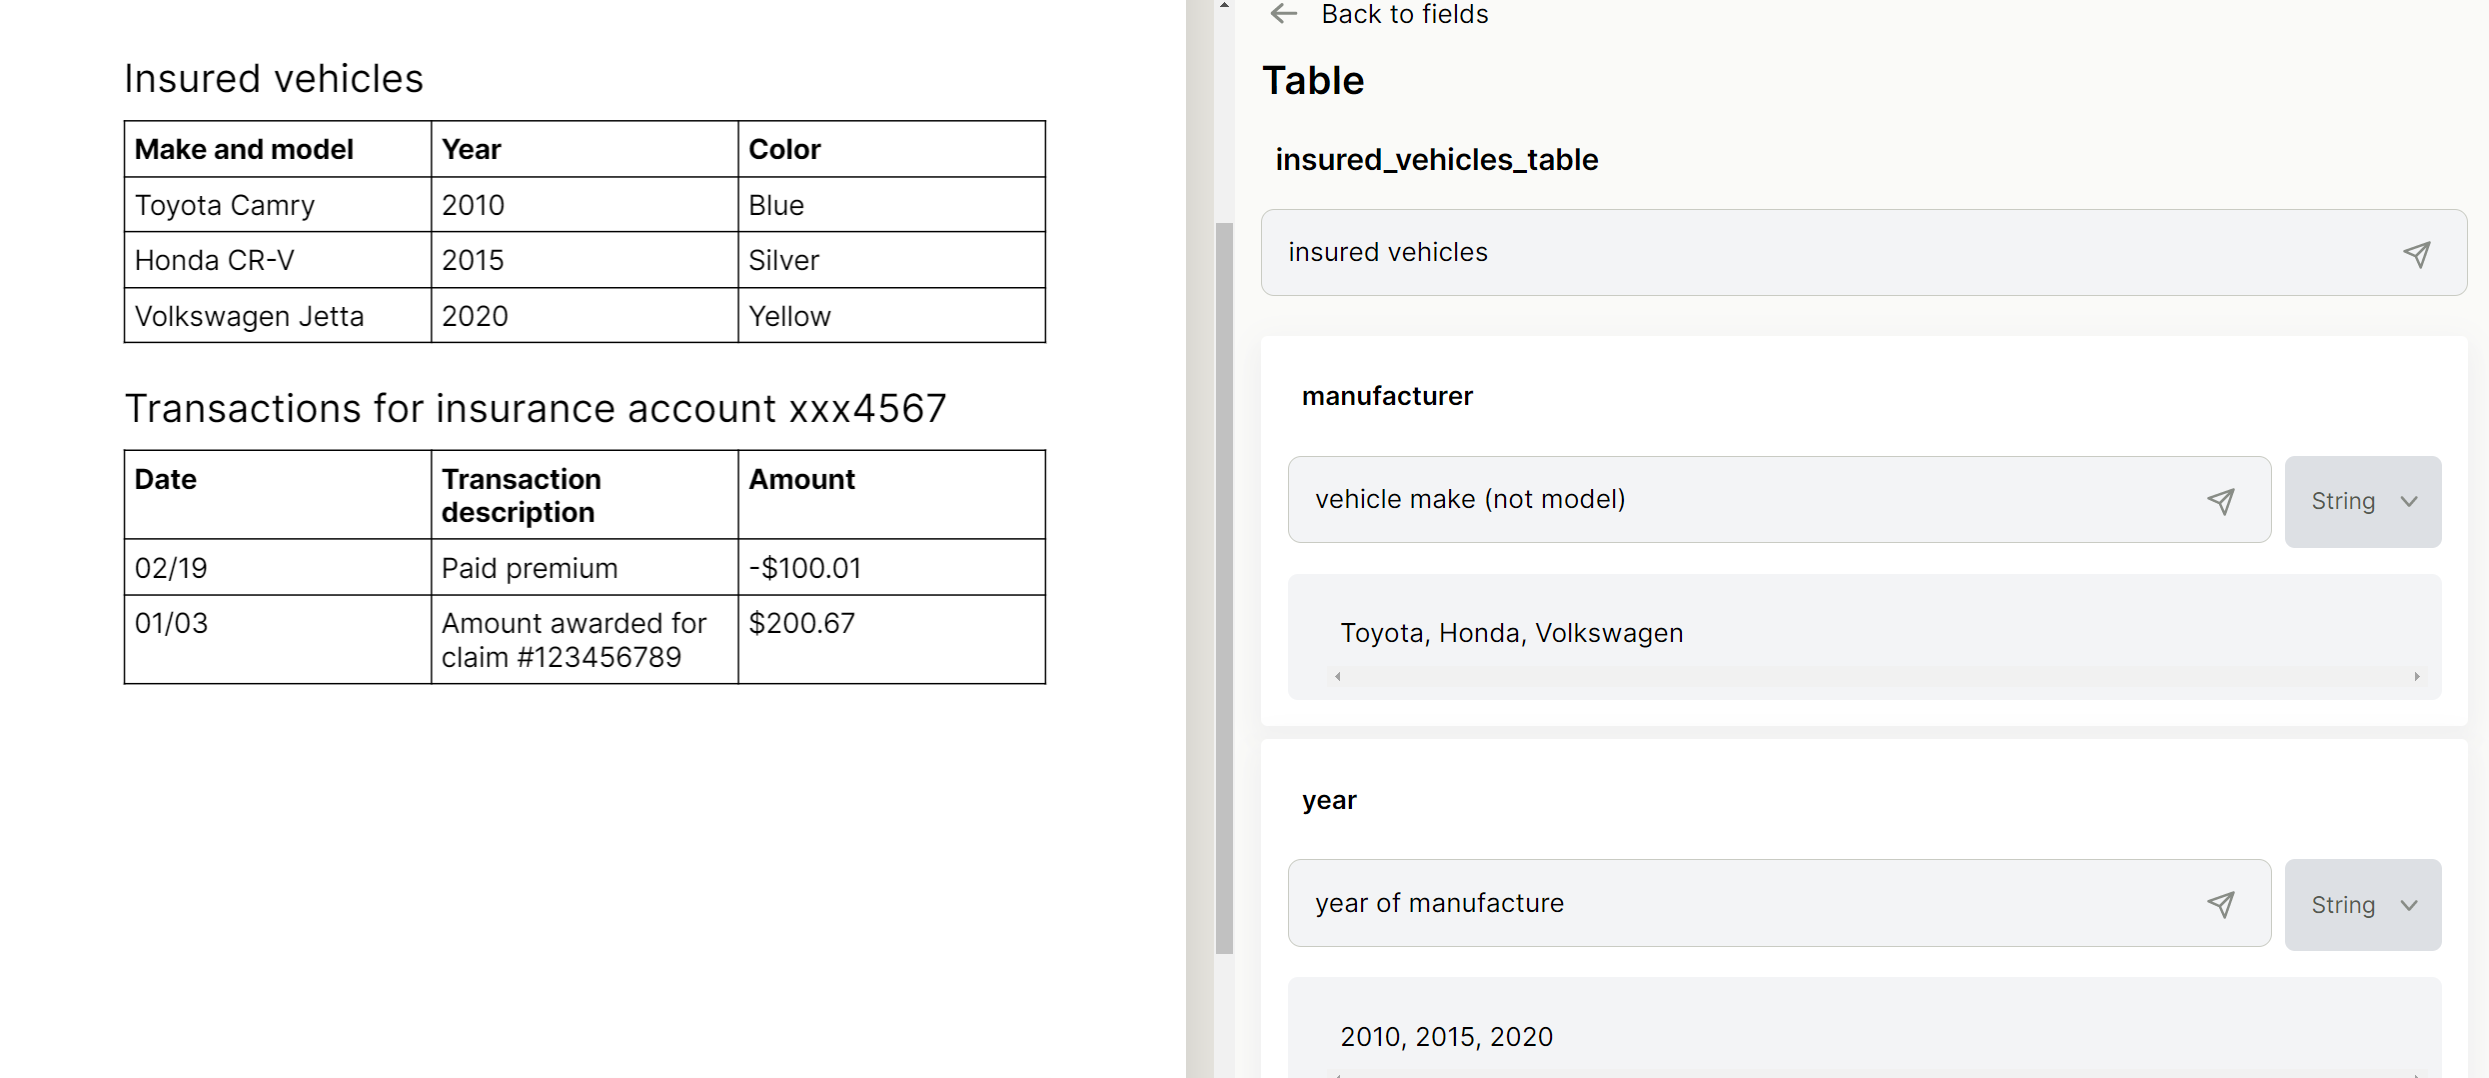 Insured vehicles
Make and model Year Color
Toyota Camry 2010 Blue
Honda CR-V 2015 Silver
Volkswagen Jetta 2020 Yellow
Transactions for insurance account xxx4567
Date Transaction description Amount
02/19 Paid premium -$100.01
01/03 Amount awarded for claim #123456789 $200.67
Back to fields
Table
insured_vehicles_table
insured vehicles
manufacturer
vehicle make (not model) String
Toyota, Honda, Volkswagen
year
year of manufacture String
2010, 2015, 2020